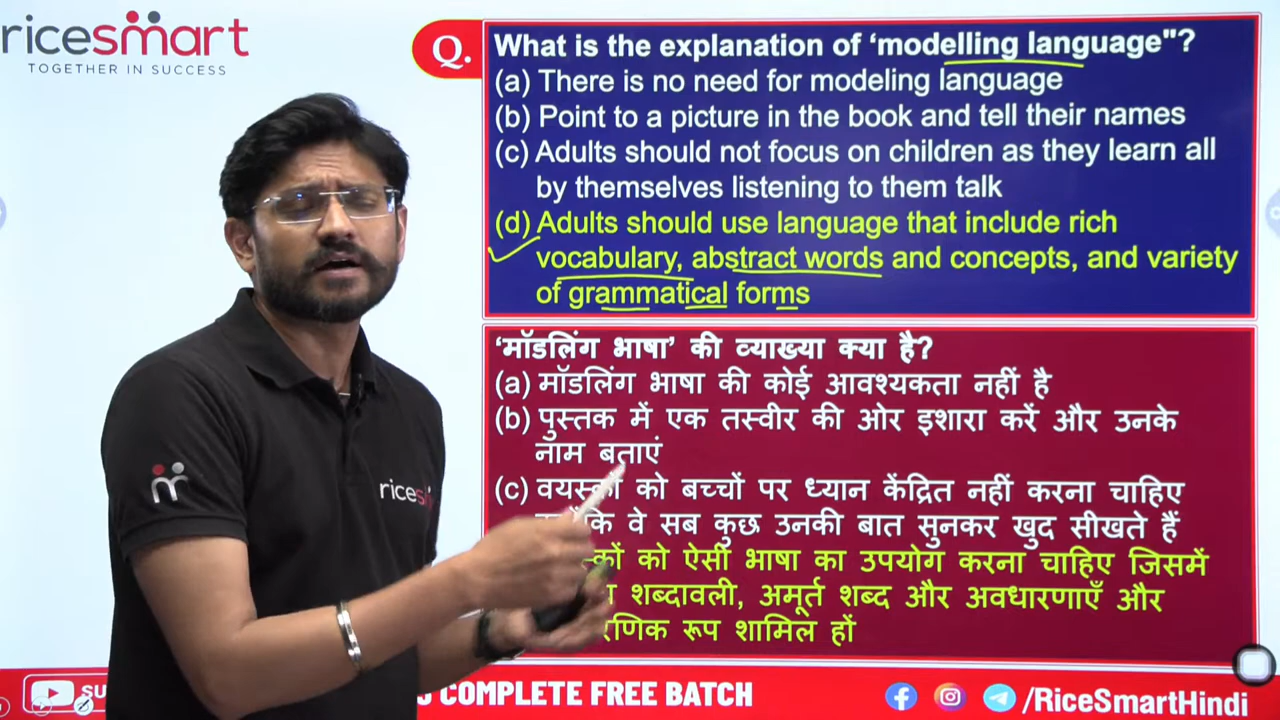 ricesmart
TOGETHER IN SUCCESS
Q.
What is the explanation of ‘modelling language"?
(a) There is no need for modeling language
(b) Point to a picture in the book and tell their names
(c) Adults should not focus on children as they learn all
by themselves listening to them talk
(d) Adults should use language that include rich
vocabulary, abstract words and concepts, and variety
of grammatical forms
‘मॉडलिंग भाषा’ की व्याख्या क्या है?
(a) मॉडलिंग भाषा की कोई आवश्यकता नहीं है
(b) पुस्तक में एक तस्वीर की ओर इशारा करें और उनके
नाम बताएं
(c) वयस्कों को बच्चों पर ध्यान केंद्रित नहीं करना चाहिए
वे सब कुछ उनकी बात सुनकर खुद सीखते हैं
को ऐसी भाषा का उपयोग करना चाहिए जिसमें
शब्दावली, अमूर्त शब्द और अवधारणाएँ और
रूप शामिल हों
rices
COMPLETE FREE BATCH
/RiceSmartHindi